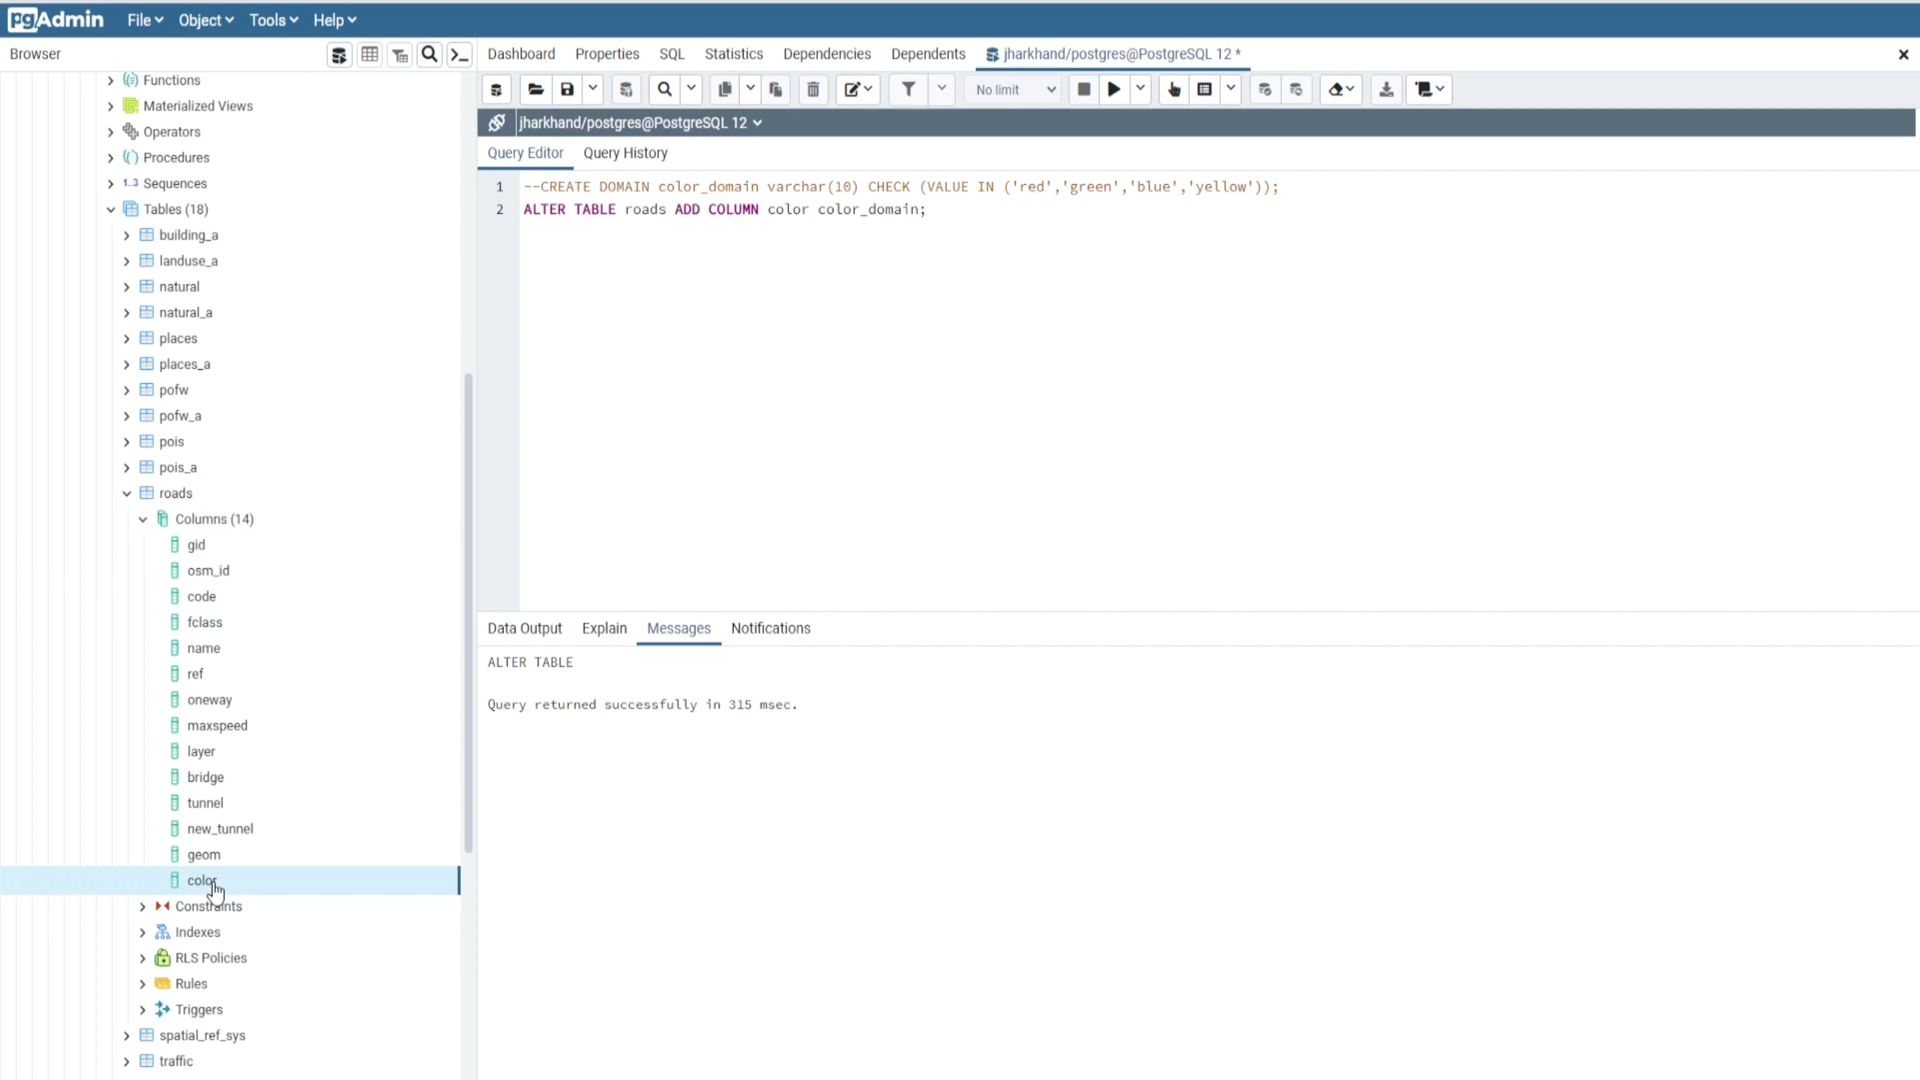 pgAdmin File Object Tools Help
Browser
Dashboard Properties SQL Statistics Dependencies Dependents jharkhand/postgres@PostgreSQL 12 *
No limit
jharkhand/postgres@PostgreSQL 12
Query Editor Query History
1 --CREATE DOMAIN color_domain varchar(10) CHECK (VALUE IN ('red','green','blue','yellow'));
2 ALTER TABLE roads ADD COLUMN color color_domain;
Functions
Materialized Views
Operators
Procedures
1..3 Sequences
Tables (18)
building_a
landuse_a
natural
natural_a
places
places_a
pofw
pofw_a
pois
pois_a
roads
Columns (14)
gid
osm_id
code
fclass
name
ref
oneway
maxspeed
layer
bridge
tunnel
new_tunnel
geom
color
Constraints
Indexes
RLS Policies
Rules
Triggers
spatial_ref_sys
traffic
Data Output Explain Messages Notifications
ALTER TABLE
Query returned successfully in 315 msec.